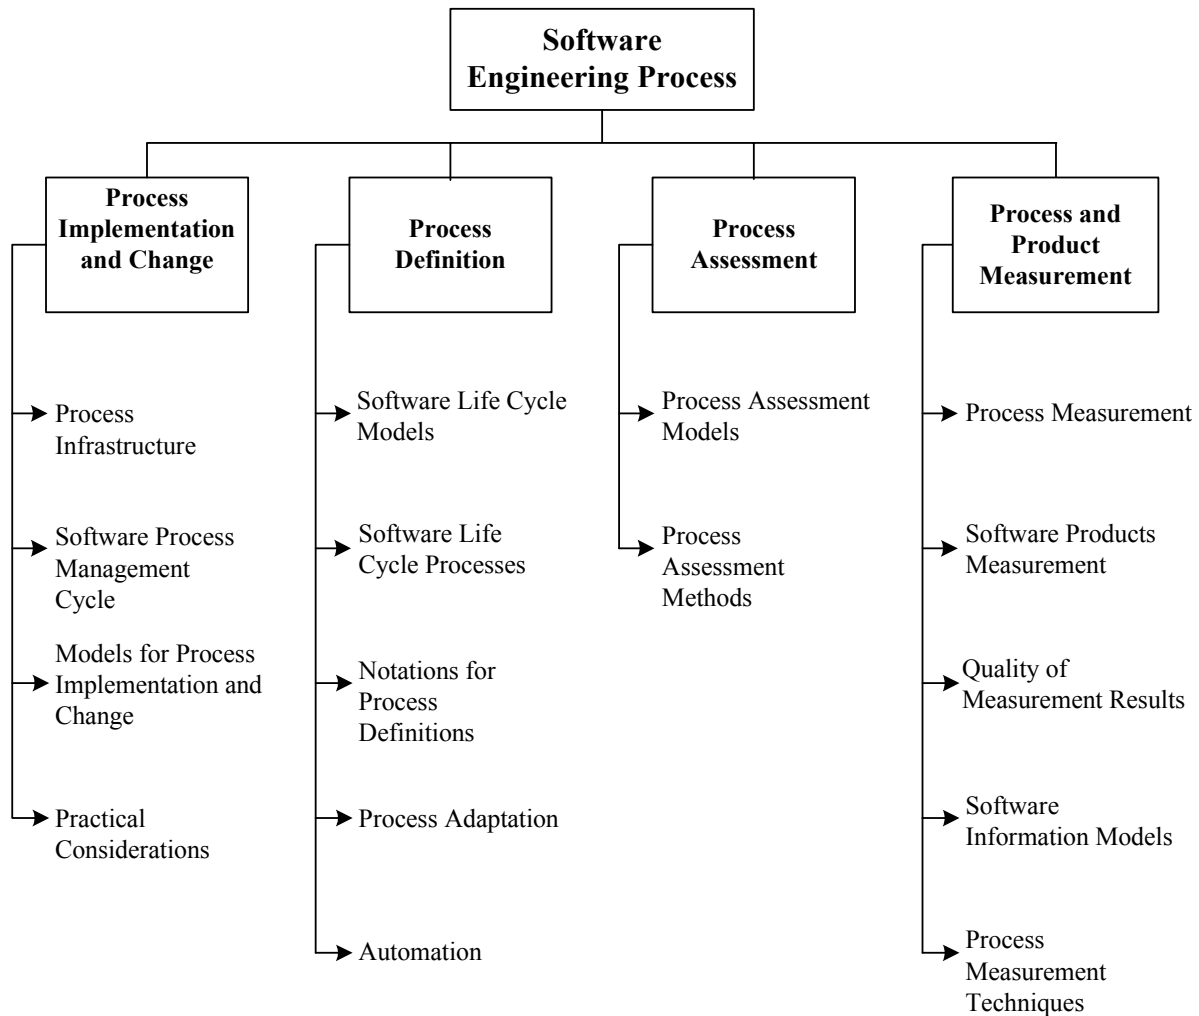 Software
Engineering Process
Process
Implementation
and Change
Process
Infrastructure
Software Process
Management
Cycle
Models for Process
Implementation and
Change
Practical
Considerations
Process
Definition
Software Life Cycle
Models
Software Life
Cycle Processes
Notations for
Process
Definitions
Process Adaptation
Automation
Process
Assessment
Process Assessment
Models
Process
Assessment
Methods
Process and
Product
Measurement
Process Measurement
Software Products
Measurement
Quality of
Measurement Results
Software
Information Models
Process
Measurement
Techniques